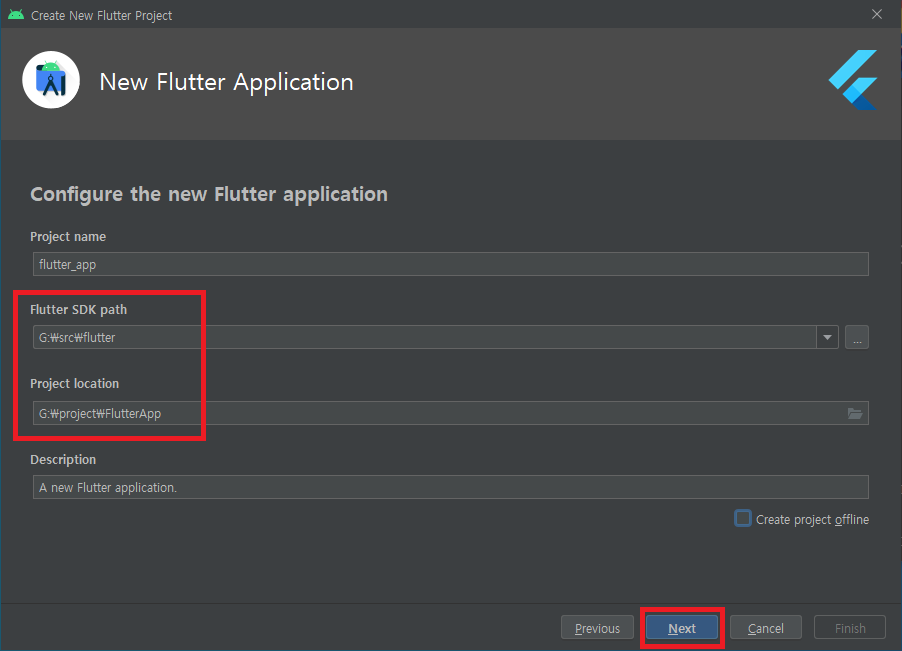 Create New Flutter Project
New Flutter Application
Configure the new Flutter application
Project name
flutter_app
Flutter SDK path
G:₩src₩flutter
...
Project location
G:₩project₩FlutterApp
Description
A new Flutter application.
Create project offline
Previous Next Cancel Finish